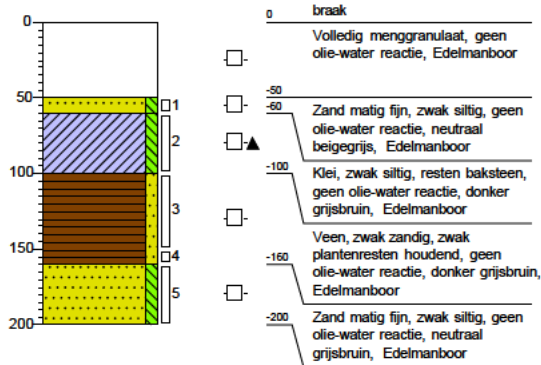 0
50
100
150
200
1
2
3
4
5
0
braak
Volledig menggranulaat, geen
olie-water reactie, Edelmanboor
-50
-60
Zand matig fijn, zwak siltig, geen
olie-water reactie, neutraal
beigegrijs, Edelmanboor
-100
Klei, zwak siltig, resten baksteen,
geen olie-water reactie, donker
grijsbruin, Edelmanboor
-160
Veen, zwak zandig, zwak
plantenresten houdend, geen
olie-water reactie, donker grijsbruin,
Edelmanboor
-200
Zand matig fijn, zwak siltig, geen
olie-water reactie, neutraal
grijsbruin, Edelmanboor